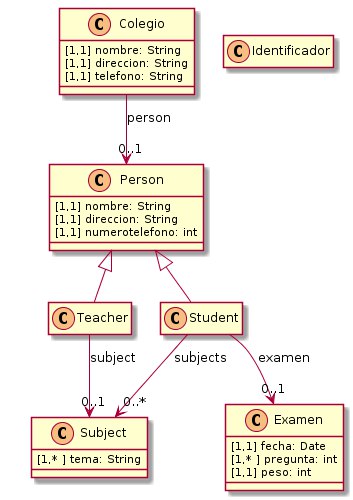 C Colegio
[1,1] nombre: String
[1,1] direccion: String
[1,1] telefono: String
C Identificador
person
0..1
C Person
[1,1] nombre: String
[1,1] direccion: String
[1,1] numerotelefono: int
C Teacher
C Student
subject
subjects
examen
0..1
0..*
0..1
C Subject
[1,* ] tema: String
C Examen
[1,1] fecha: Date
[1,* ] pregunta: int
[1,1] peso: int